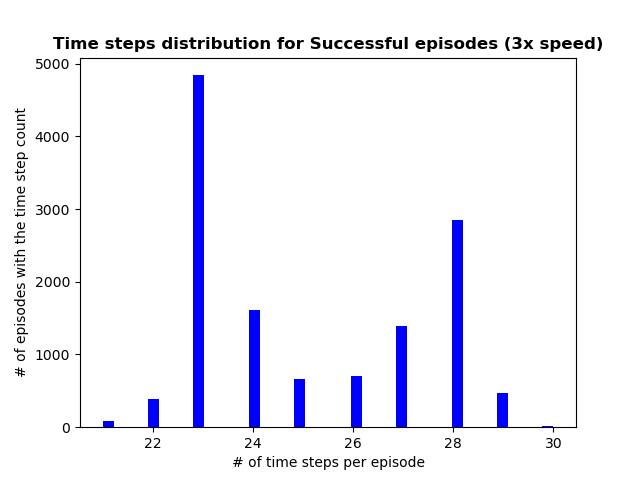 Time steps distribution for Successful episodes (3x speed)
5000
4000
3000
2000
1000
0
22 24 26 28 30
# of episodes with the time step count
# of time steps per episode